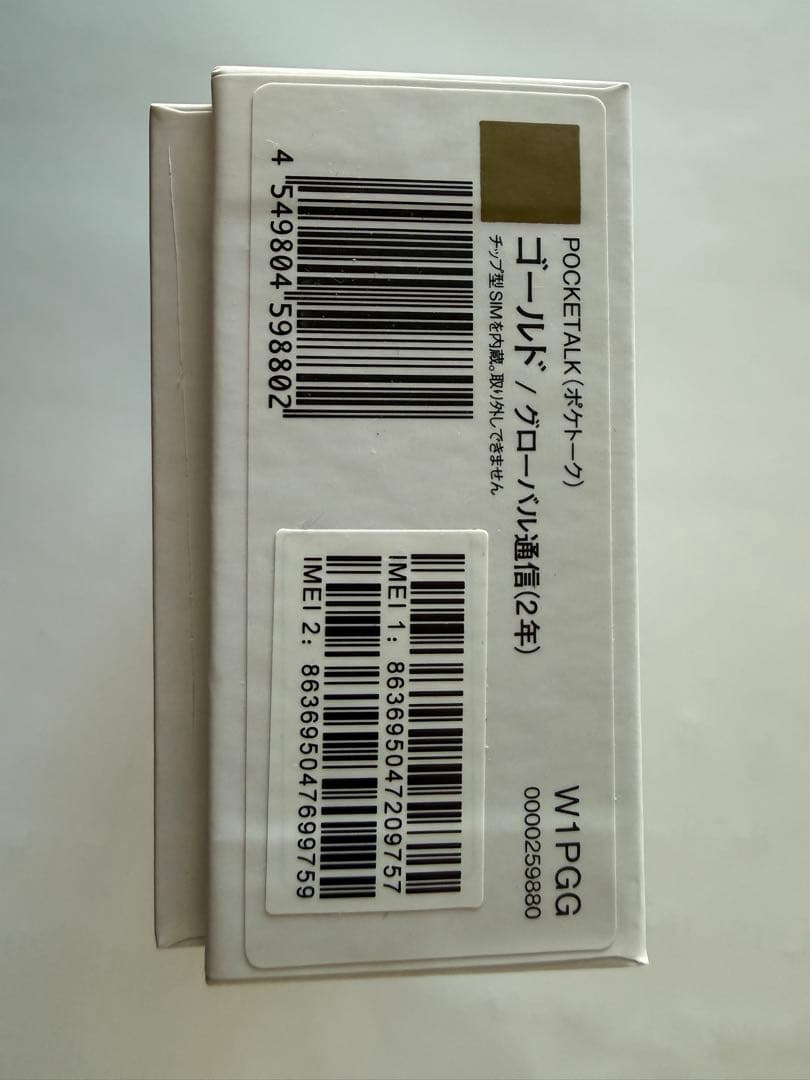 POCKETALK(ポケトーク)
ゴールド / グローバル通信(2年)
チップ型SIMを内蔵。取り外しできません
W1PGG
0000259880
4 549804 598802
IMEI 1: 863695047209757
IMEI 2: 863695047699759